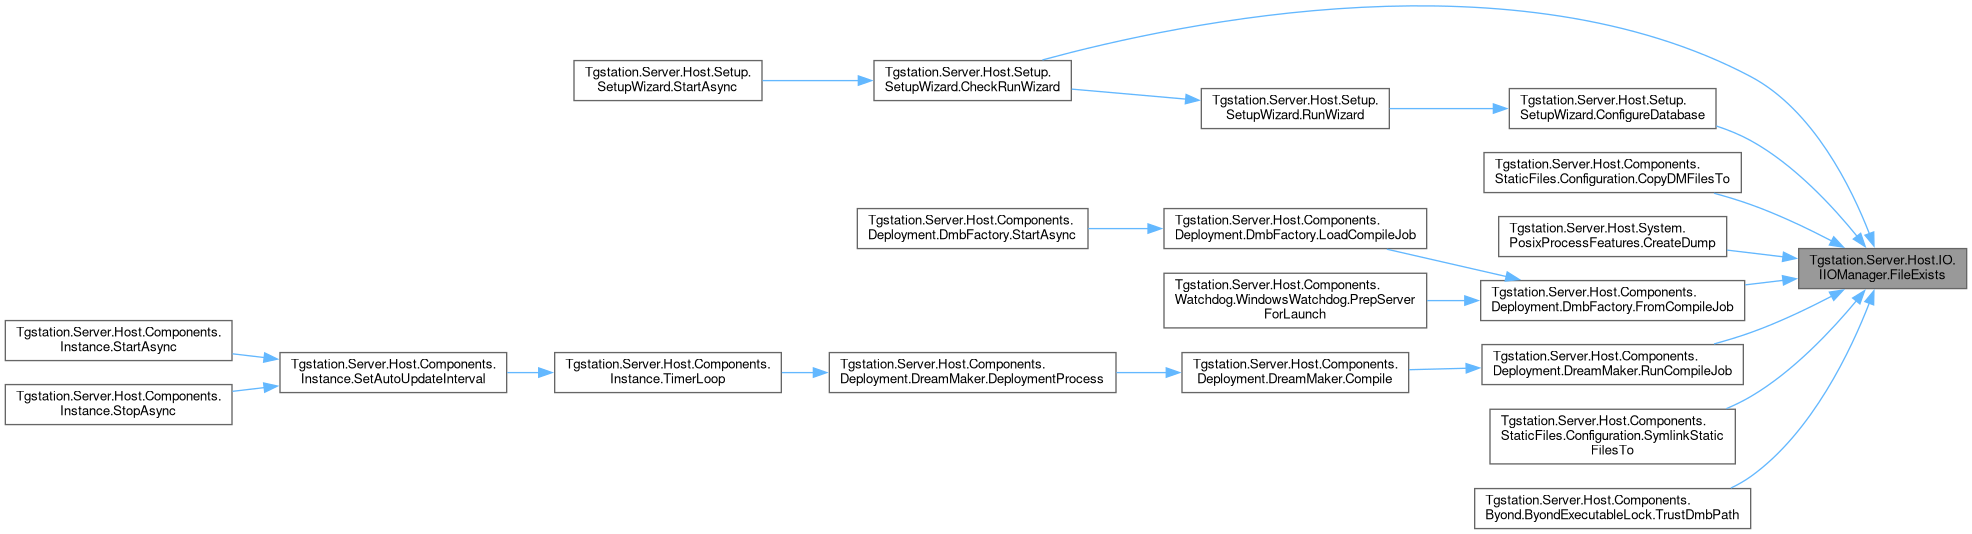 Tgstation.Server.Host.Setup.
SetupWizard.StartAsync
Tgstation.Server.Host.Setup.
SetupWizard.CheckRunWizard
Tgstation.Server.Host.Setup.
SetupWizard.RunWizard
Tgstation.Server.Host.Setup.
SetupWizard.ConfigureDatabase
Tgstation.Server.Host.Components.
StaticFiles.Configuration.CopyDMFilesTo
Tgstation.Server.Host.Components.
Deployment.DmbFactory.StartAsync
Tgstation.Server.Host.Components.
Deployment.DmbFactory.LoadCompileJob
Tgstation.Server.Host.System.
PosixProcessFeatures.CreateDump
Tgstation.Server.Host.IO.
IIOManager.FileExists
Tgstation.Server.Host.Components.
Watchdog.WindowsWatchdog.PrepServer
ForLaunch
Tgstation.Server.Host.Components.
Deployment.DmbFactory.FromCompileJob
Tgstation.Server.Host.Components.
Instance.StartAsync
Tgstation.Server.Host.Components.
Instance.StopAsync
Tgstation.Server.Host.Components.
Instance.SetAutoUpdateInterval
Tgstation.Server.Host.Components.
Instance.TimerLoop
Tgstation.Server.Host.Components.
Deployment.DreamMaker.DeploymentProcess
Tgstation.Server.Host.Components.
Deployment.DreamMaker.Compile
Tgstation.Server.Host.Components.
Deployment.DreamMaker.RunCompileJob
Tgstation.Server.Host.Components.
StaticFiles.Configuration.SymlinkStatic
FilesTo
Tgstation.Server.Host.Components.
Byond.ByondExecutableLock.TrustDmbPath